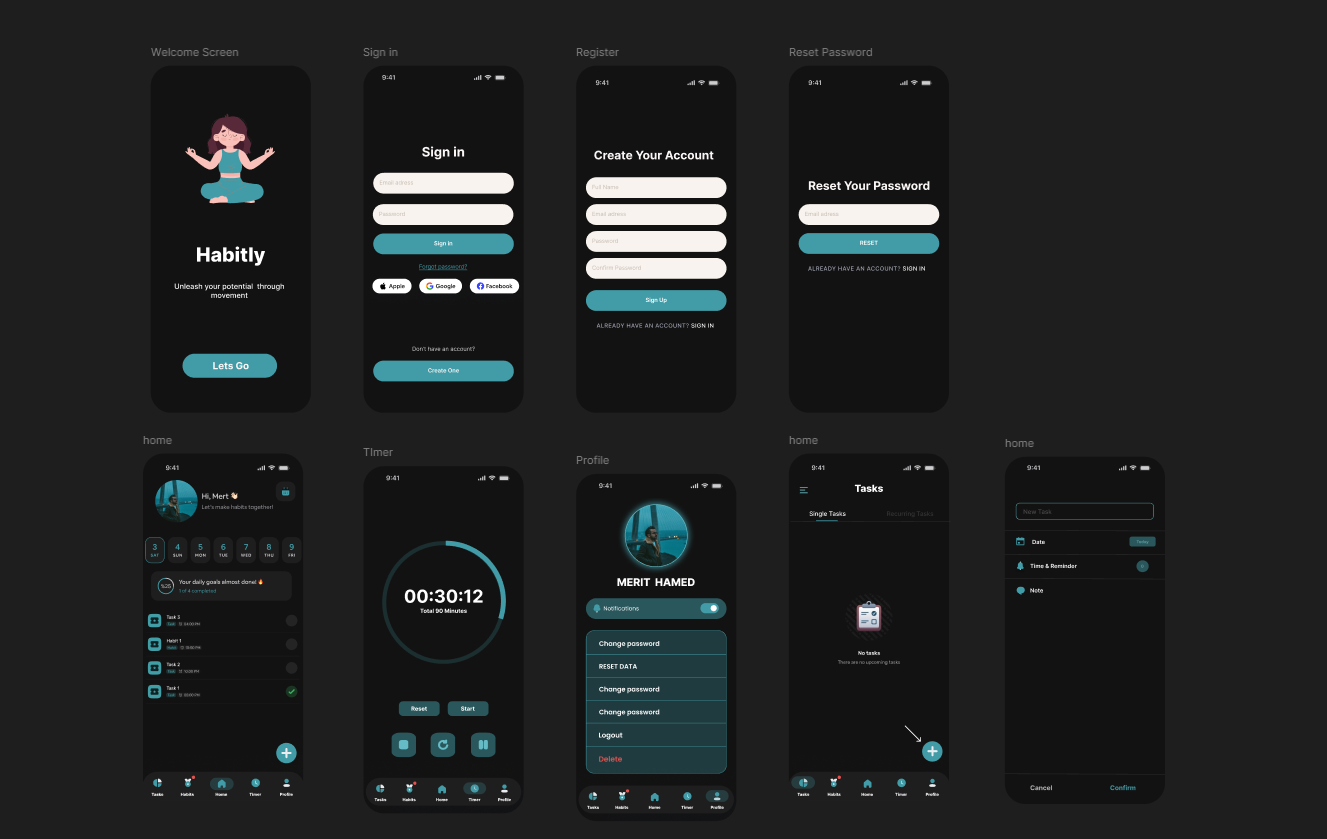 Welcome Screen
9:41
Habitly
Unleash your potential through
movement
Lets Go
Sign in
9:41
Sign in
Email adress
Password
Sign in
Forgot password?
Apple
Google
Facebook
Don't have an account?
Create One
Register
9:41
Create Your Account
Full Name
Email adress
Password
Confirm Password
Sign Up
ALREADY HAVE AN ACCOUNT? SIGN IN
Reset Password
9:41
Reset Your Password
Email adress
RESET
ALREADY HAVE AN ACCOUNT? SIGN IN
home
9:41
Hi, Mert 👋🏻
Let's make habits together!
3 4 5 6 7 8 9
SAT SUN MON TUE WED THU FRI
%25
Your daily goals almost done! 🔥
1 of 4 completed
Task 3
Habit 1
Task 2
Task 1
Tasks Habits Home Timer Profile
TImer
9:41
00:30:12
Total 90 Minutes
Reset
Start
Tasks Habits Home Timer Profile
Profile
9:41
MERIT HAMED
Notifications
Change password
RESET DATA
Change password
Change password
Logout
Delete
Tasks Habits Home Timer Profile
home
9:41
Tasks
Single Tasks
Recurring Tasks
No tasks
There are no upcoming tasks
Tasks Habits Home Timer Profile
home
9:41
New Task
Date
Today
Time & Reminder
Note
Cancel
Confirm